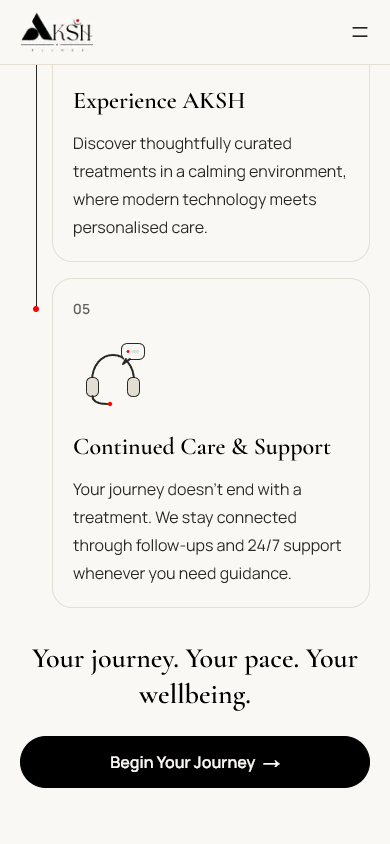 AKSH
Experience AKSH
Discover thoughtfully curated
treatments in a calming environment,
where modern technology meets
personalised care.
05
Continued Care & Support
Your journey doesn't end with a
treatment. We stay connected
through follow-ups and 24/7 support
whenever you need guidance.
Your journey. Your pace. Your
wellbeing.
Begin Your Journey →